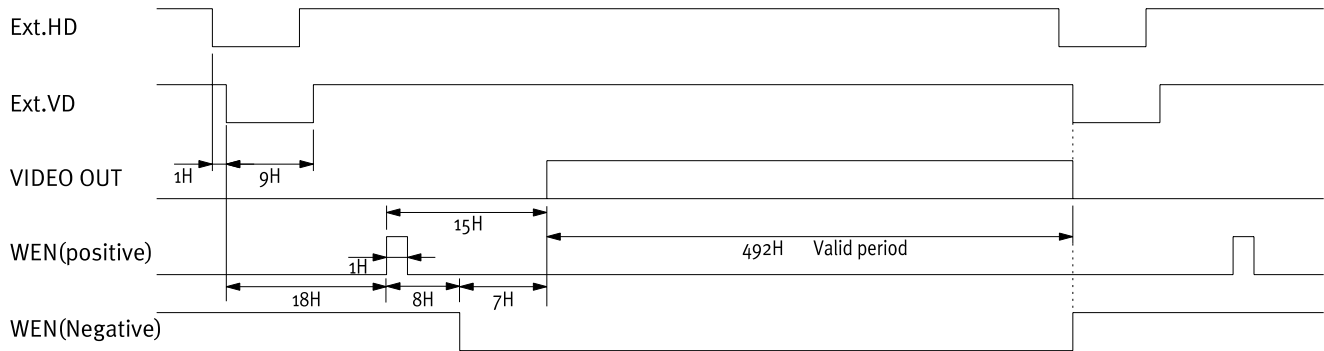 Ext.HD
Ext.VD
1H 9H
VIDEO OUT
15H
WEN(positive)
492H Valid period
1H
18H 8H 7H
WEN(Negative)